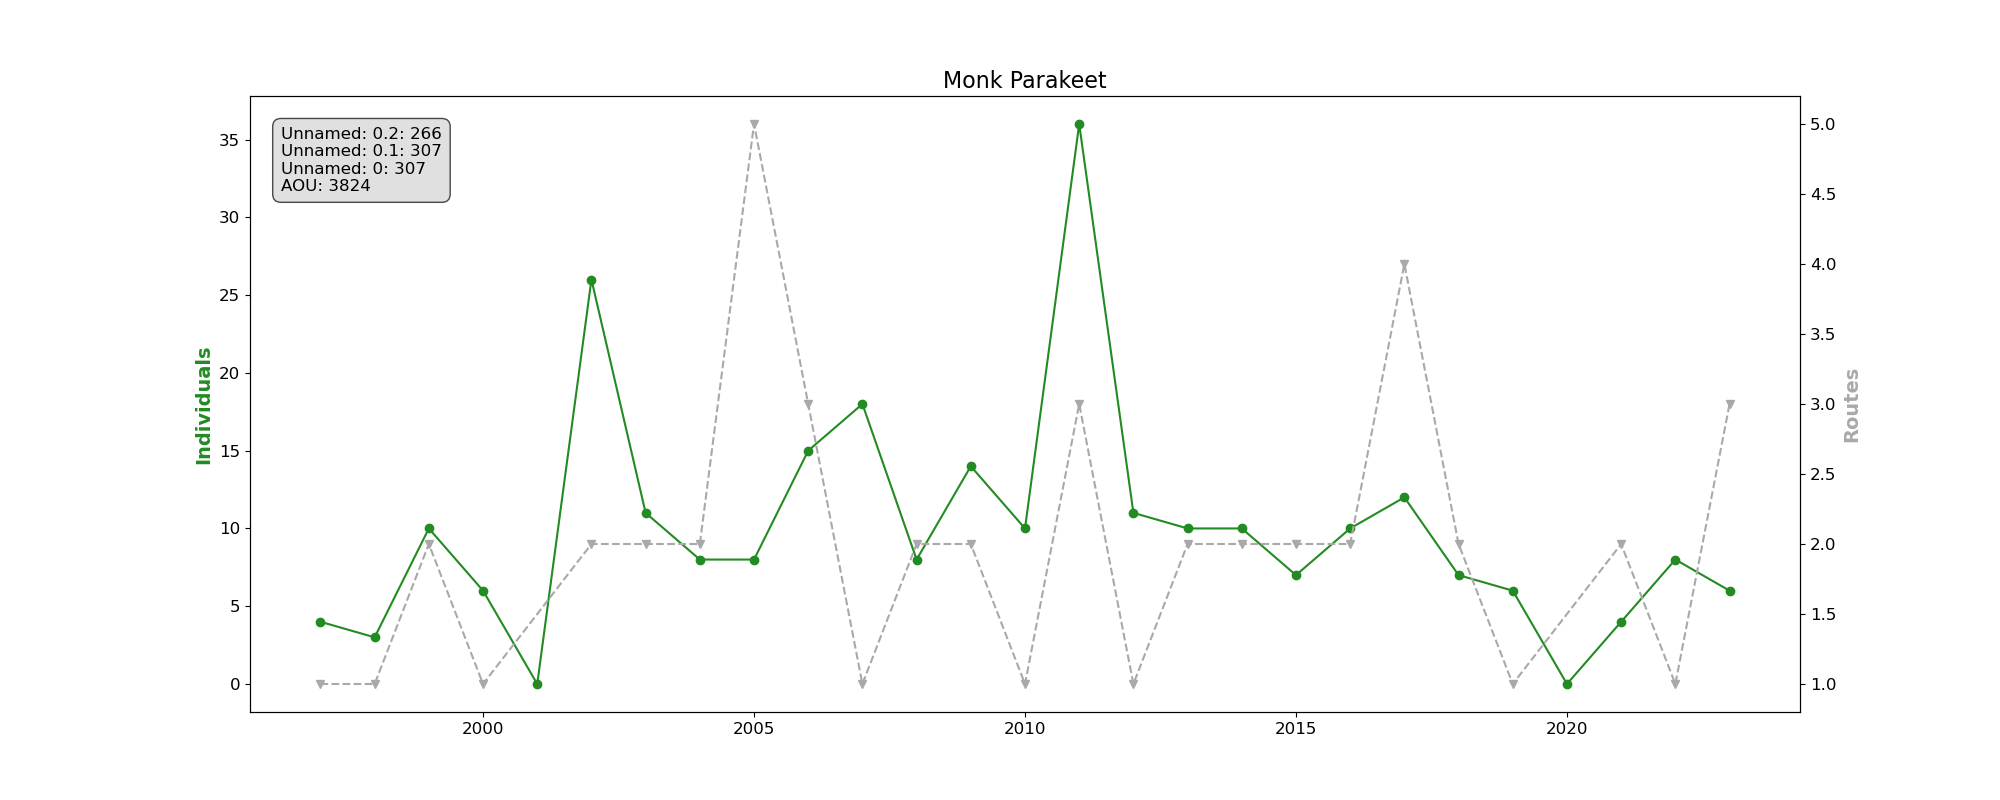 Monk Parakeet
Unnamed: 0.2: 266
Unnamed: 0.1: 307
Unnamed: 0: 307
AOU: 3824
Individuals
35
30
25
20
15
10
5
0
5.0
4.5
4.0
3.5
3.0
2.5
2.0
1.5
1.0
Routes
2000 2005 2010 2015 2020